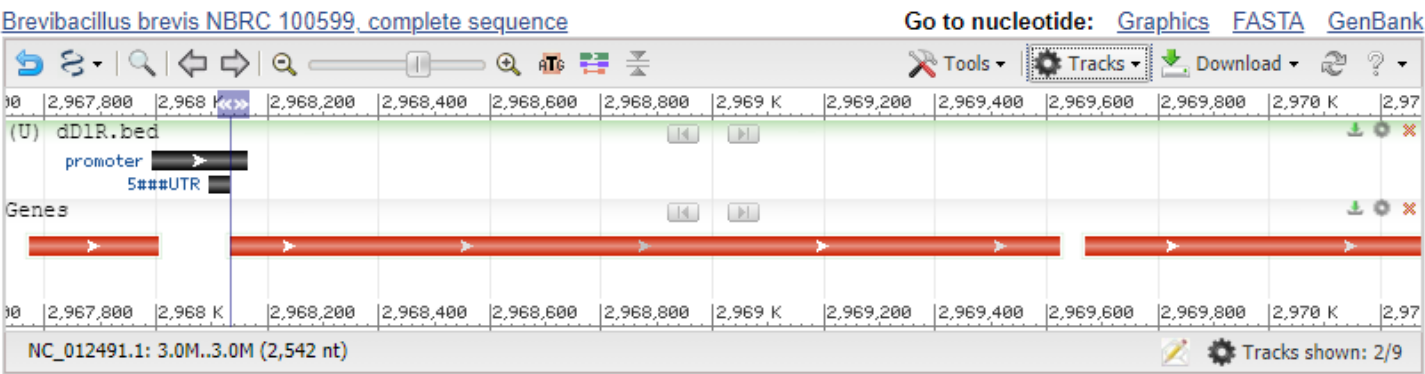 Brevibacillus brevis NBRC 100599, complete sequence Go to nucleotide: Graphics FASTA GenBank
ATG Tools Tracks Download ?
00 2,967,800 2,968 K 2,968,200 2,968,400 2,968,600 2,968,800 2,969 K 2,969,200 2,969,400 2,969,600 2,969,800 2,970 K 2,97
(U) dD1R.bed
promoter
5###UTR
Genes
00 2,967,800 2,968 K 2,968,200 2,968,400 2,968,600 2,968,800 2,969 K 2,969,200 2,969,400 2,969,600 2,969,800 2,970 K 2,97
NC_012491.1: 3.0M..3.0M (2,542 nt) Tracks shown: 2/9